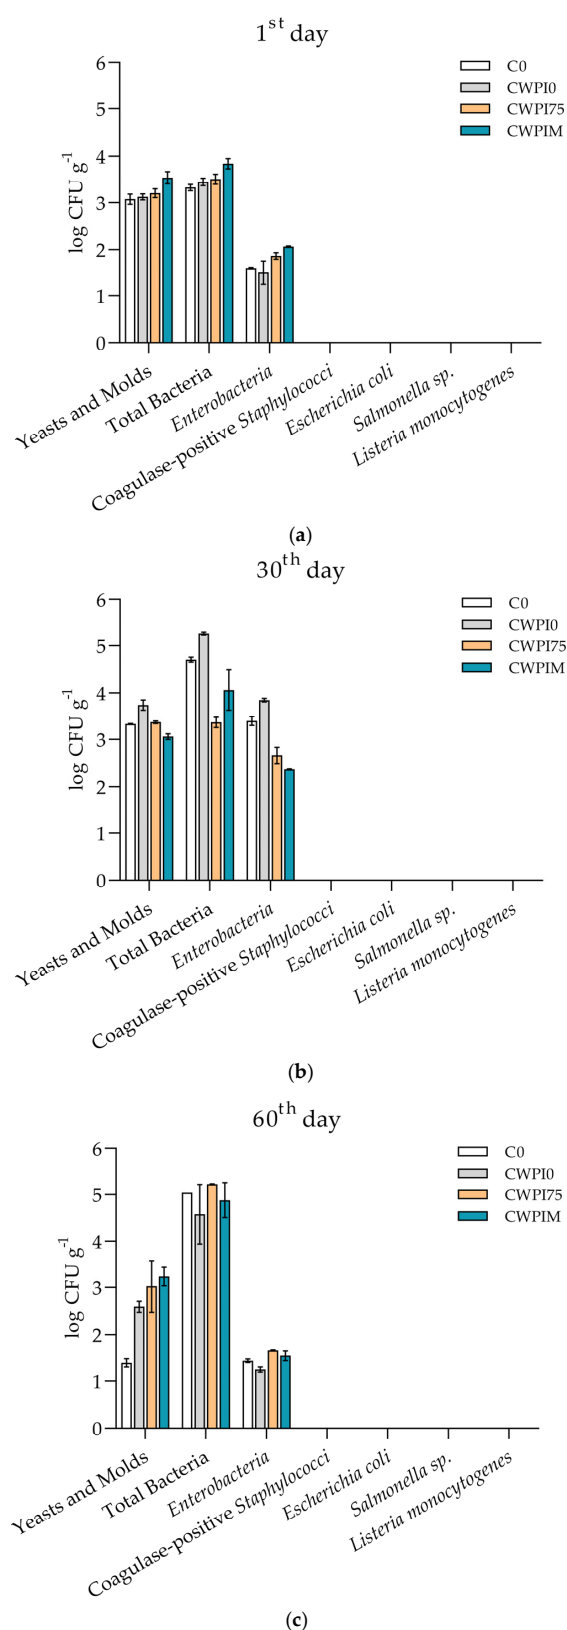 1st day
C0
CWPI0
CWPI75
CWPIM
log CFU g-1
6
5
4
3
2
1
0
Yeasts and Molds
Total Bacteria
Enterobacteria
Coagulase-positive Staphylococci
Escherichia coli
Salmonella sp.
Listeria monocytogenes
(a)
30th day
C0
CWPI0
CWPI75
CWPIM
log CFU g-1
6
5
4
3
2
1
0
Yeasts and Molds
Total Bacteria
Enterobacteria
Coagulase-positive Staphylococci
Escherichia coli
Salmonella sp.
Listeria monocytogenes
(b)
60th day
C0
CWPI0
CWPI75
CWPIM
log CFU g-1
6
5
4
3
2
1
0
Yeasts and Molds
Total Bacteria
Enterobacteria
Coagulase-positive Staphylococci
Escherichia coli
Salmonella sp.
Listeria monocytogenes
(c)